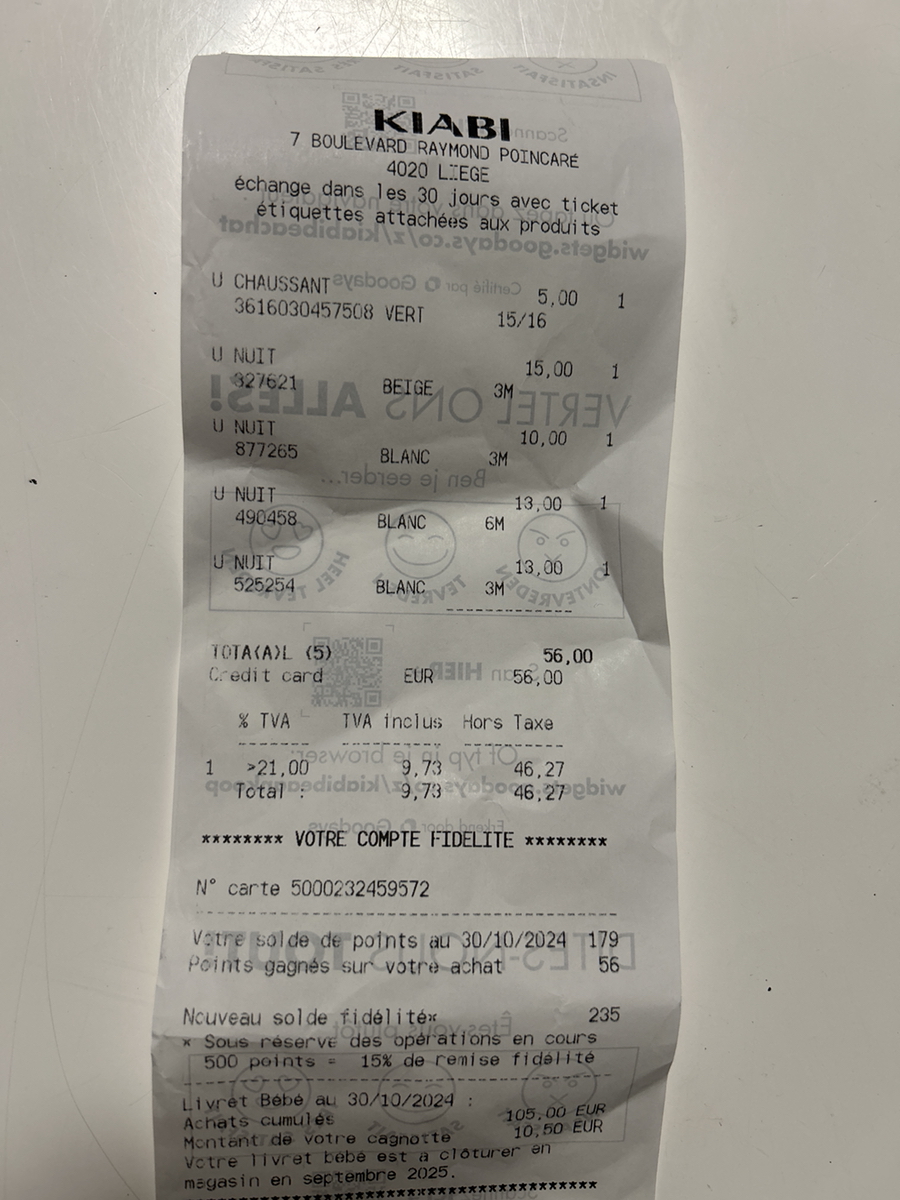 KIABI
7 BOULEVARD RAYMOND POINCARÉ
4020 LIEGE
échange dans les 30 jours avec ticket
étiquettes attachées aux produits
U CHAUSSANT 5,00 1
3616030457508 VERT 15/16
U NUIT 15,00 1
327621 BEIGE 3M
U NUIT 10,00 1
877265 BLANC 3M
U NUIT 13,00 1
490458 BLANC 6M
U NUIT 13,00 1
525254 BLANC 3M
TOTA(A)L (5) 56,00
Credit card EUR 56,00
% TVA TVA inclus Hors Taxe
1 >21,00 9,73 46,27
Total : 9,73 46,27
******** VOTRE COMPTE FIDELITE ********
N° carte 5000232459572
Votre solde de points au 30/10/2024 179
Points gagnés sur votre achat 56
Nouveau solde fidélité* 235
* Sous réserve des opérations en cours
500 points = 15% de remise fidélité
Livret Bébé au 30/10/2024 :
Achats cumulés 105,00 EUR
Montant de votre cagnotte 10,50 EUR
Votre livret bébé est à clôturer en
magasin en septembre 2025.